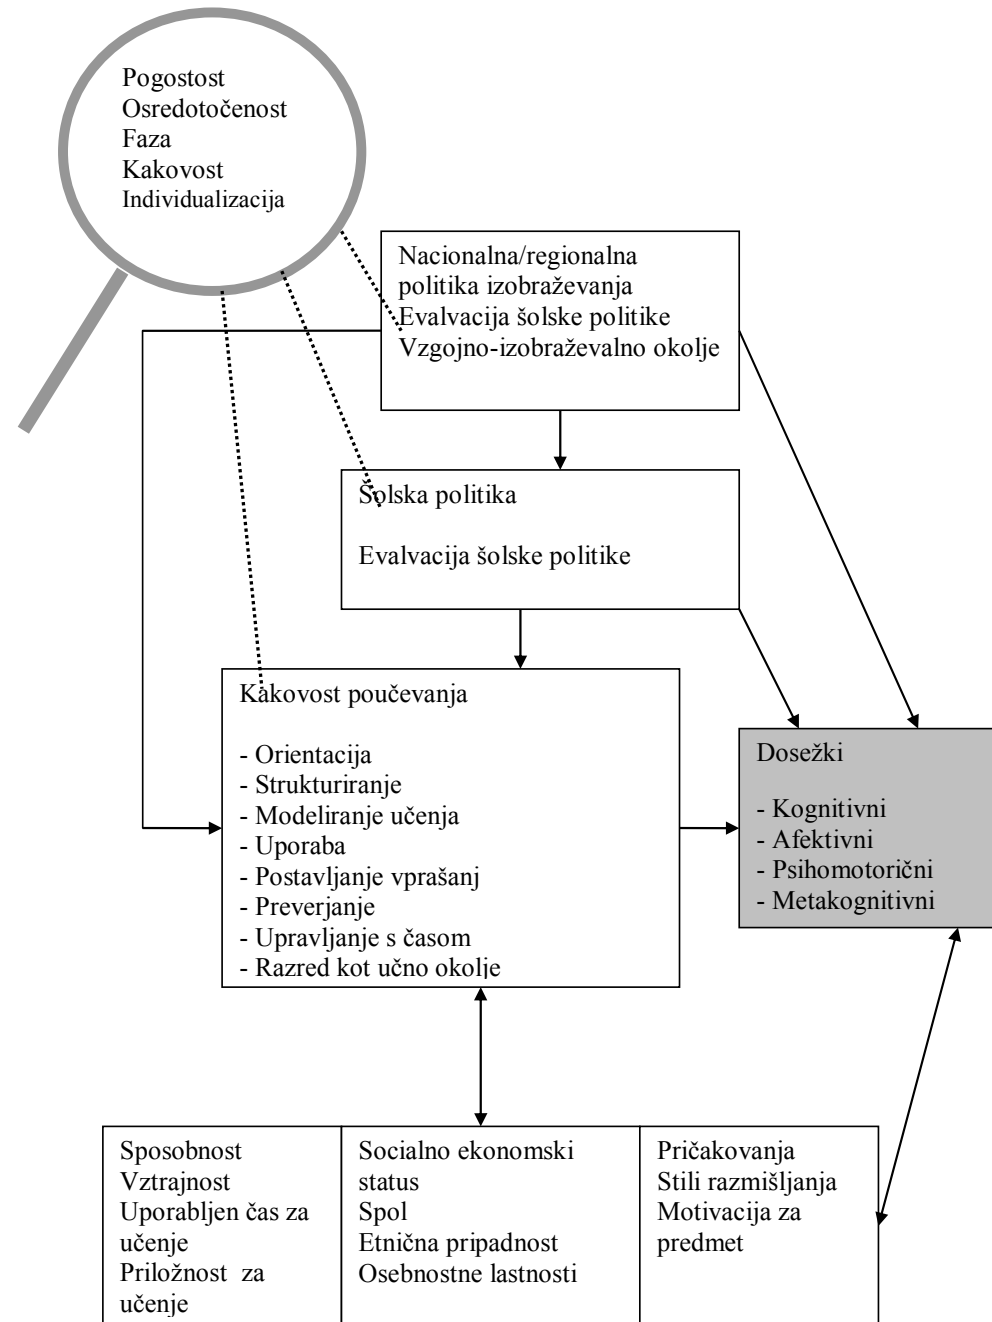 Pogostost
Osredotočenost
Faza
Kakovost
Individualizacija
Nacionalna/regionalna
politika izobraževanja
Evalvacija šolske politike
Vzgojno-izobraževalno okolje
Šolska politika
Evalvacija šolske politike
Kakovost poučevanja
- Orientacija
- Strukturiranje
- Modeliranje učenja
- Uporaba
- Postavljanje vprašanj
- Preverjanje
- Upravljanje s časom
- Razred kot učno okolje
Dosežki
- Kognitivni
- Afektivni
- Psihomotorični
- Metakognitivni
Sposobnost
Vztrajnost
Uporabljen čas za
učenje
Priložnost za
učenje
Socialno ekonomski
status
Spol
Etnična pripadnost
Osebnostne lastnosti
Pričakovanja
Stili razmišljanja
Motivacija za
predmet